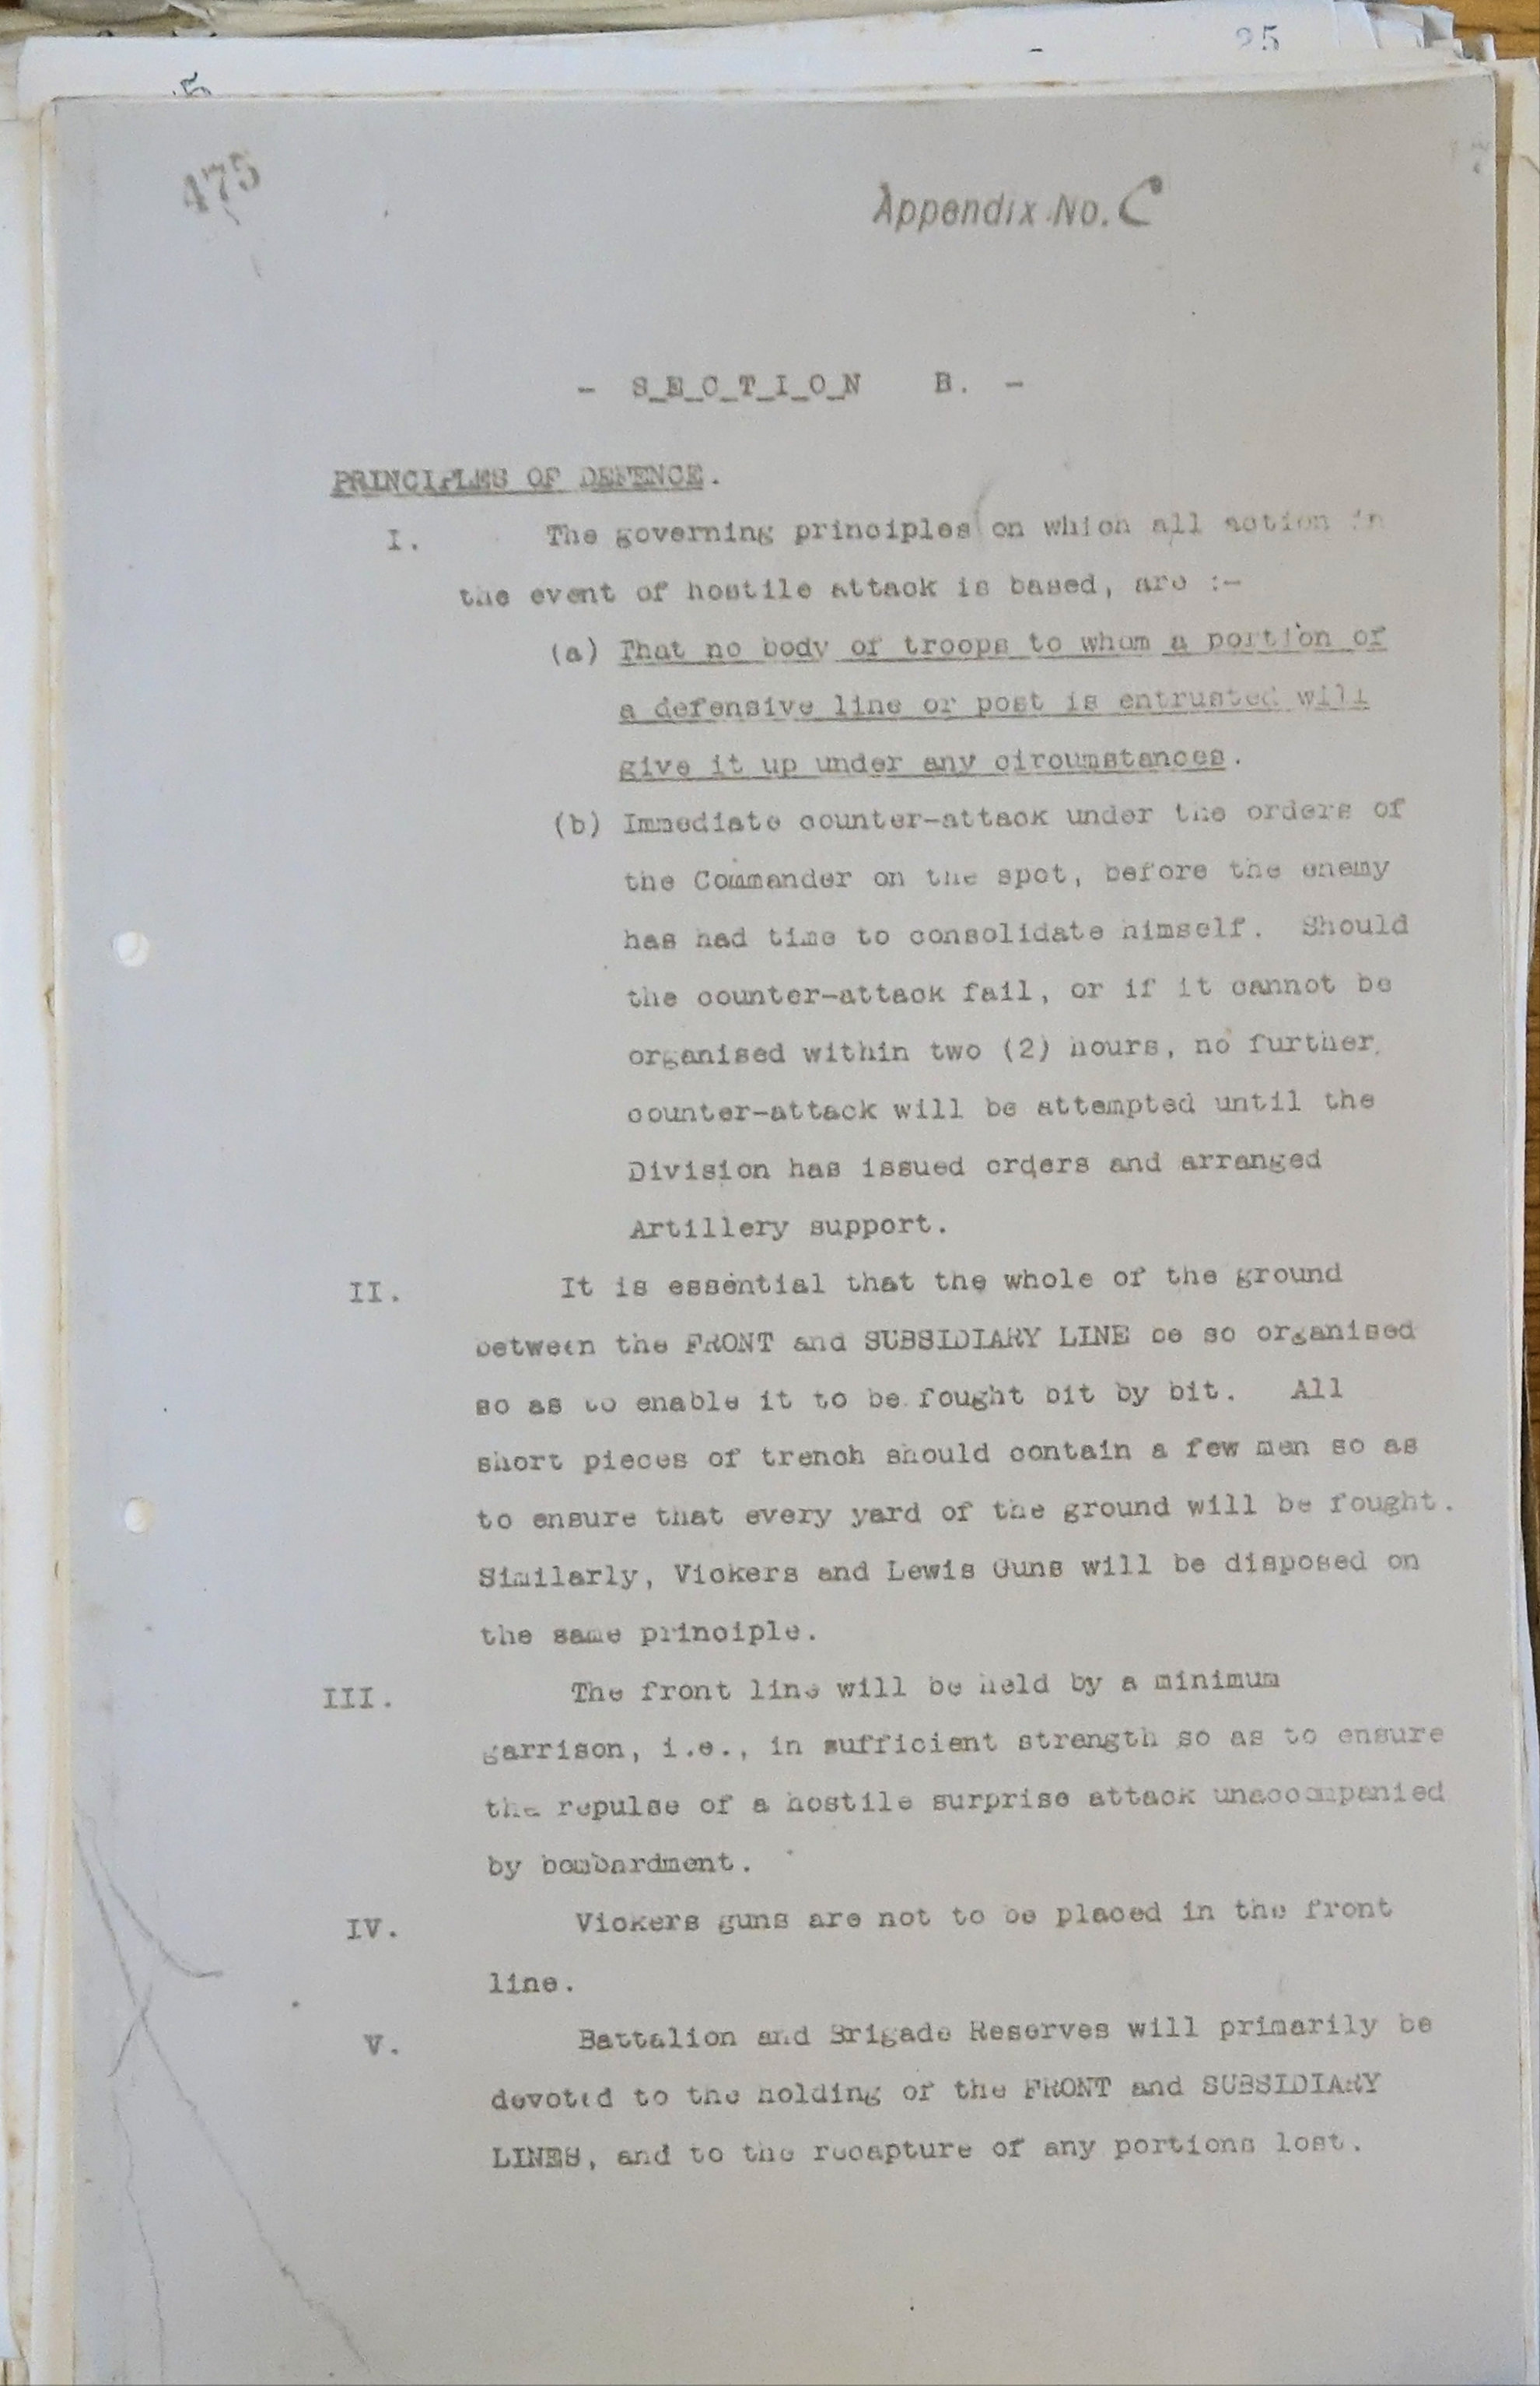 25
5
475
7
Appendix No. C
- S_E_C_T_I_O_N B. -
PRINCIPLES OF DEFENCE.
I. The governing principles on which all action in
the event of hostile attack is based, are :-
(a) That no body of troops to whom a portion of
a defensive line or post is entrusted will
give it up under any circumstances.
(b) Immediate counter-attack under the orders of
the Commander on the spot, before the enemy
has had time to consolidate himself. Should
the counter-attack fail, or if it cannot be
organised within two (2) hours, no further
counter-attack will be attempted until the
Division has issued orders and arranged
Artillery support.
II. It is essential that the whole of the ground
between the FRONT and SUBSIDIARY LINE be so organised
so as to enable it to be fought bit by bit. All
short pieces of trench should contain a few men so as
to ensure that every yard of the ground will be fought.
Similarly, Vickers and Lewis Guns will be disposed on
the same principle.
III. The front line will be held by a minimum
garrison, i.e., in sufficient strength so as to ensure
the repulse of a hostile surprise attack unaccompanied
by bombardment.
IV. Vickers guns are not to be placed in the front
line.
V. Battalion and Brigade Reserves will primarily be
devoted to the holding of the FRONT and SUBSIDIARY
LINES, and to the recapture of any portions lost.